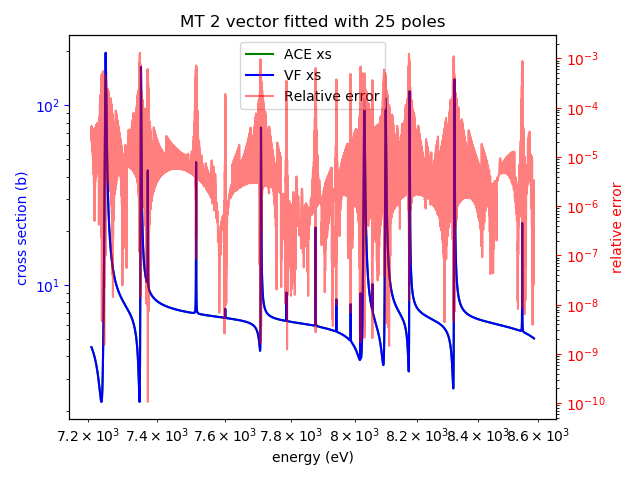 MT 2 vector fitted with 25 poles
ACE xs
VF xs
Relative error
cross section (b)
10²
10¹
relative error
10⁻³
10⁻⁴
10⁻⁵
10⁻⁶
10⁻⁷
10⁻⁸
10⁻⁹
10⁻¹⁰
7.2 × 10³ 7.4 × 10³ 7.6 × 10³ 7.8 × 10³ 8 × 10³ 8.2 × 10³ 8.4 × 10³ 8.6 × 10³
energy (eV)